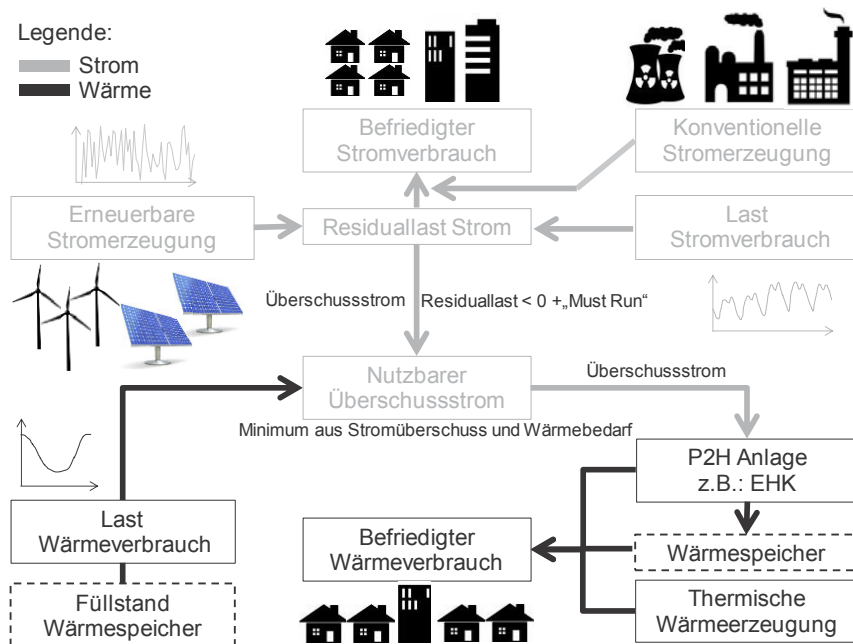 Legende:
Strom
Wärme
Befriedigter
Stromverbrauch
Konventionelle
Stromerzeugung
Erneuerbare
Stromerzeugung
Residuallast Strom
Last
Stromverbrauch
Überschussstrom
Residuallast < 0 +„Must Run“
Nutzbarer
Überschussstrom
Überschussstrom
Minimum aus Stromüberschuss und Wärmebedarf
P2H Anlage
z.B.: EHK
Last
Wärmeverbrauch
Befriedigter
Wärmeverbrauch
Wärmespeicher
Füllstand
Wärmespeicher
Thermische
Wärmeerzeugung